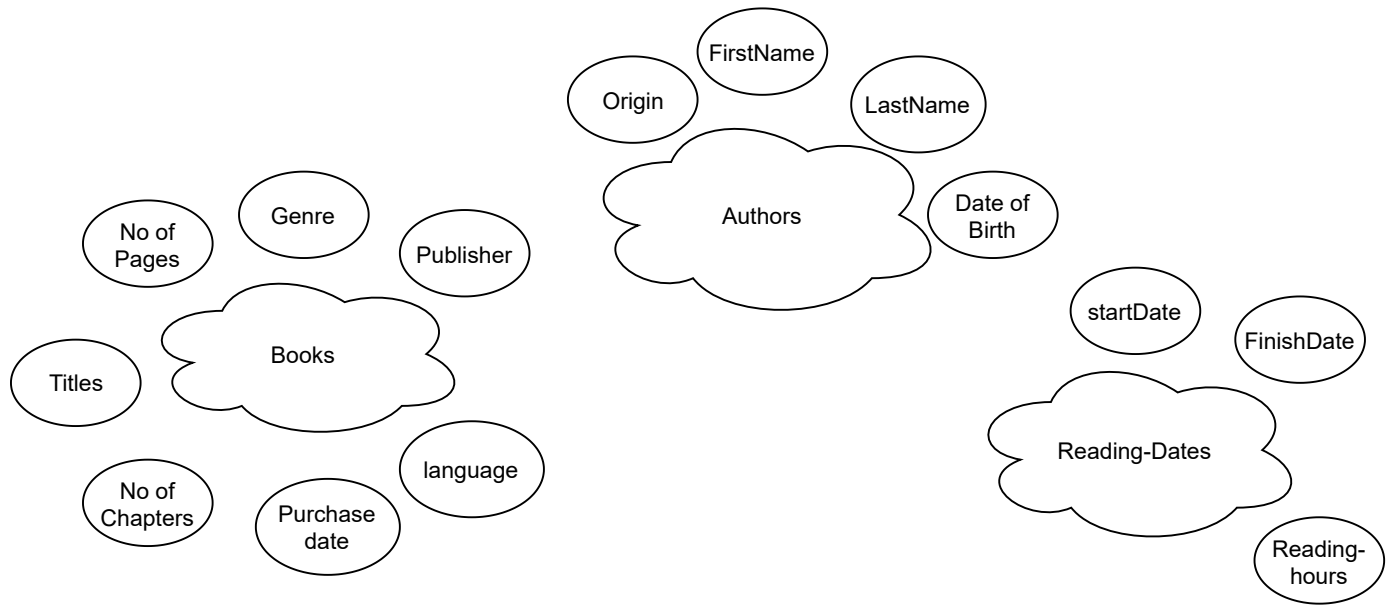 FirstName
Origin
LastName
Authors
Date of
Birth
Genre
No of
Pages
Publisher
Books
Titles
language
No of
Chapters
Purchase
date
startDate
FinishDate
Reading-Dates
Reading-
hours